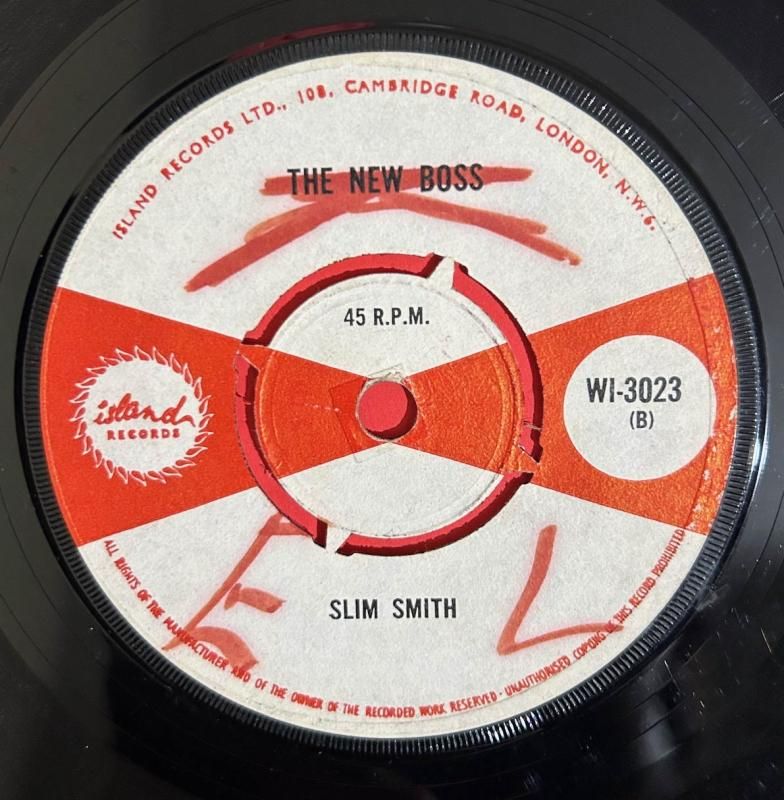 ISLAND RECORDS LTD., 108, CAMBRIDGE ROAD, LONDON, N.W.6.
THE NEW BOSS
45 R.P.M.
island
RECORDS
WI-3023
(B)
E L
SLIM SMITH
ALL RIGHTS OF THE MANUFACTURER AND OF THE OWNER OF THE RECORDED WORK RESERVED · UNAUTHORISED COPYING OF THIS RECORD PROHIBITED